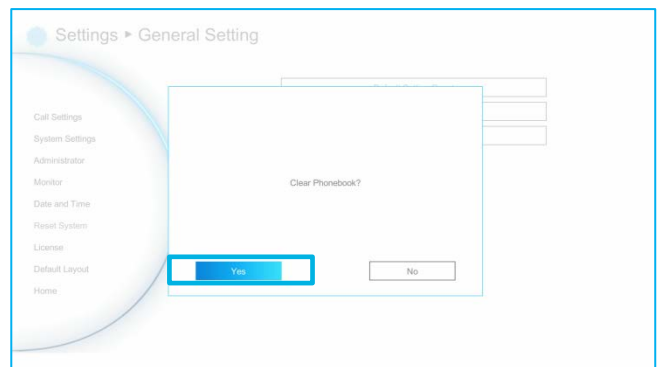 Settings ▸ General Setting
Call Settings
System Settings
Administrator
Monitor
Date and Time
Reset System
License
Default Layout
Home
Clear Phonebook?
Yes
No